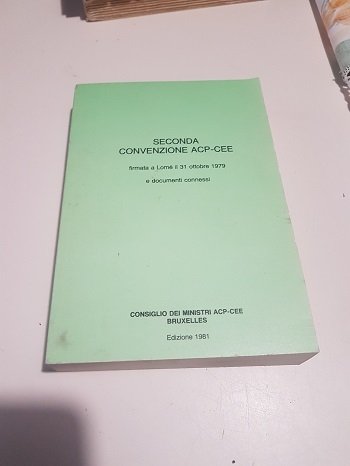 SECONDA
CONVENZIONE ACP-CEE
firmata a Lomé il 31 ottobre 1979
e documenti connessi
CONSIGLIO DEI MINISTRI ACP-CEE
BRUXELLES
Edizione 1981